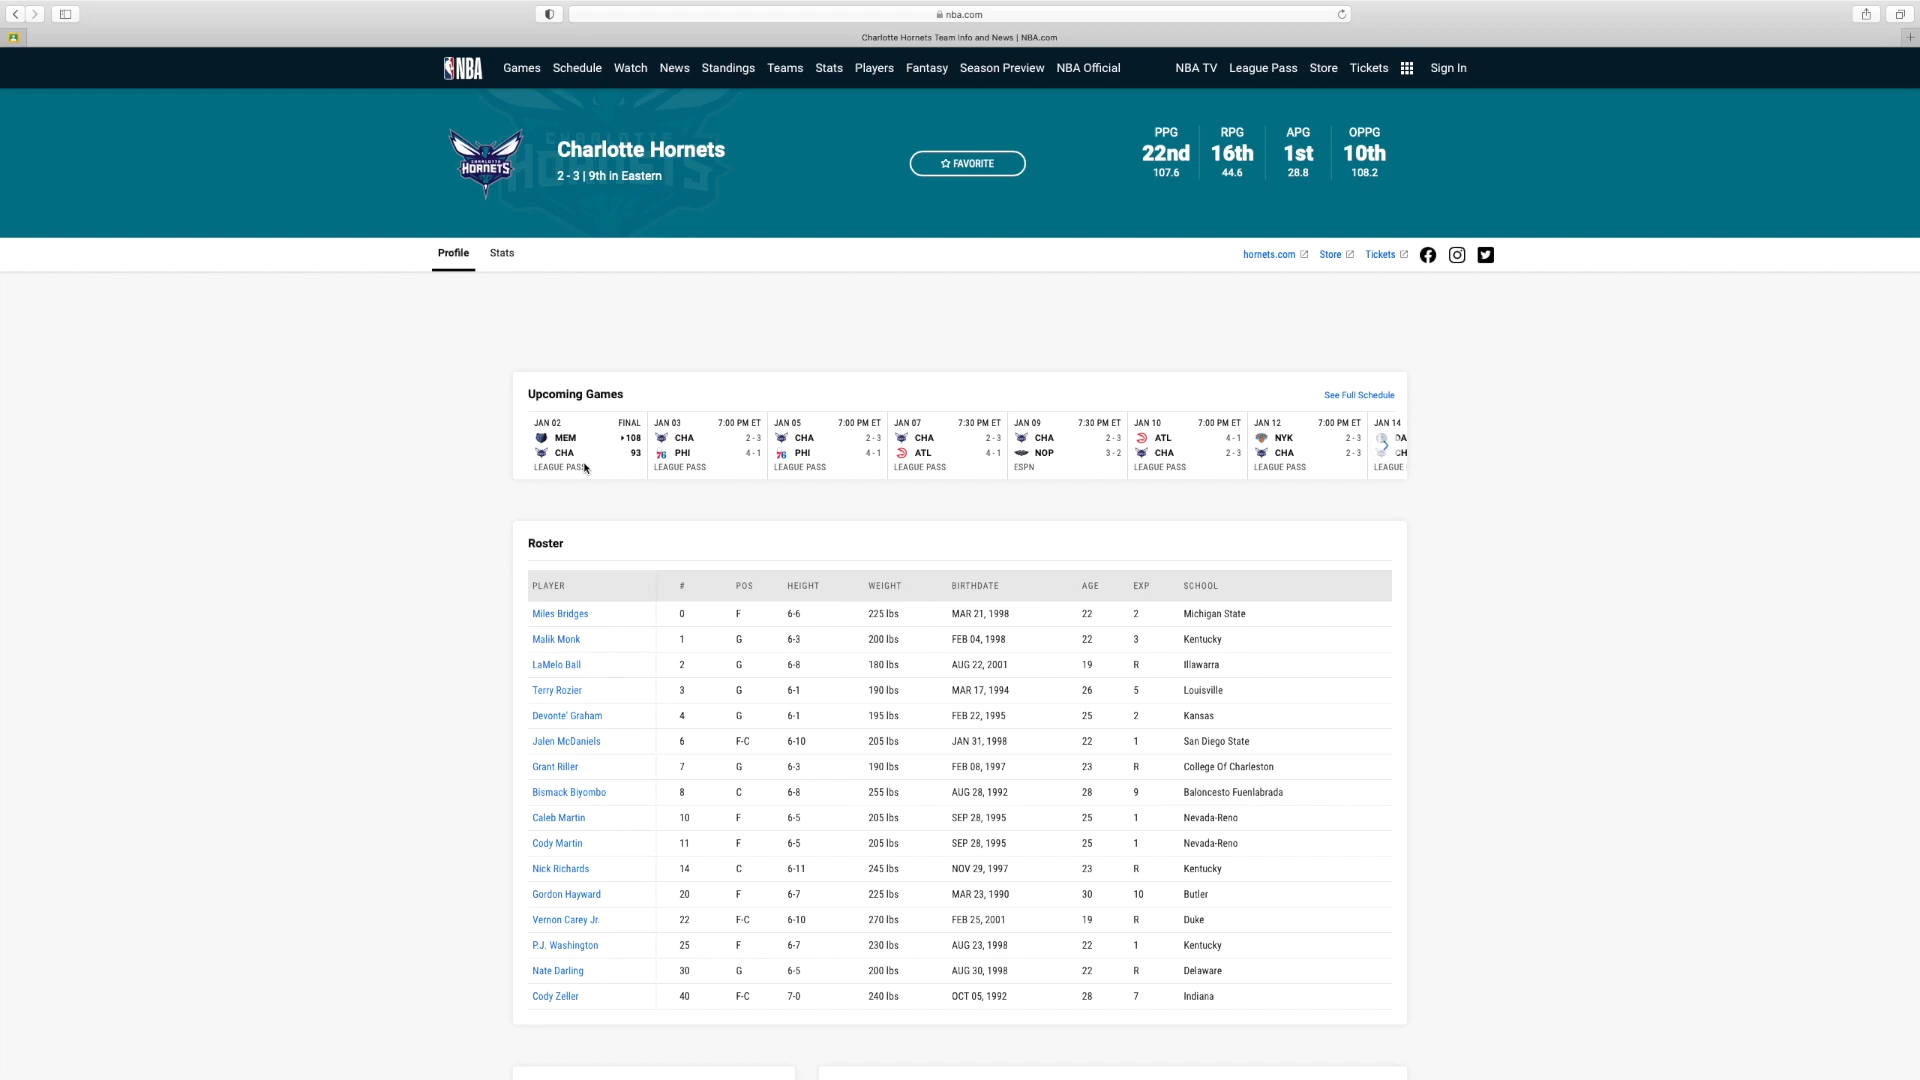 nba.com
Charlotte Hornets Team Info and News | NBA.com
NBA Games Schedule Watch News Standings Teams Stats Players Fantasy Season Preview NBA Official NBA TV League Pass Store Tickets Sign In
CHARLOTTE
HORNETS
Charlotte Hornets
2 - 3 | 9th in Eastern
FAVORITE
PPG RPG APG OPPG
22nd 16th 1st 10th
107.6 44.6 28.8 108.2
Profile Stats hornets.com Store Tickets
Upcoming Games See Full Schedule
JAN 02 FINAL JAN 03 7:00 PM ET JAN 05 7:00 PM ET JAN 07 7:30 PM ET JAN 09 7:30 PM ET JAN 10 7:00 PM ET JAN 12 7:00 PM ET JAN 14
MEM 108 CHA 2 - 3 CHA 2 - 3 CHA 2 - 3 CHA 2 - 3 ATL 4 - 1 NYK 2 - 3 DA
CHA 93 PHI 4 - 1 PHI 4 - 1 ATL 4 - 1 NOP 3 - 2 CHA 2 - 3 CHA 2 - 3 CH
LEAGUE PASS LEAGUE PASS LEAGUE PASS LEAGUE PASS ESPN LEAGUE PASS LEAGUE PASS LEAGUE
Roster
PLAYER # POS HEIGHT WEIGHT BIRTHDATE AGE EXP SCHOOL
Miles Bridges 0 F 6-6 225 lbs MAR 21, 1998 22 2 Michigan State
Malik Monk 1 G 6-3 200 lbs FEB 04, 1998 22 3 Kentucky
LaMelo Ball 2 G 6-8 180 lbs AUG 22, 2001 19 R Illawarra
Terry Rozier 3 G 6-1 190 lbs MAR 17, 1994 26 5 Louisville
Devonte' Graham 4 G 6-1 195 lbs FEB 22, 1995 25 2 Kansas
Jalen McDaniels 6 F-C 6-10 205 lbs JAN 31, 1998 22 1 San Diego State
Grant Riller 7 G 6-3 190 lbs FEB 08, 1997 23 R College Of Charleston
Bismack Biyombo 8 C 6-8 255 lbs AUG 28, 1992 28 9 Baloncesto Fuenlabrada
Caleb Martin 10 F 6-5 205 lbs SEP 28, 1995 25 1 Nevada-Reno
Cody Martin 11 F 6-5 205 lbs SEP 28, 1995 25 1 Nevada-Reno
Nick Richards 14 C 6-11 245 lbs NOV 29, 1997 23 R Kentucky
Gordon Hayward 20 F 6-7 225 lbs MAR 23, 1990 30 10 Butler
Vernon Carey Jr. 22 F-C 6-10 270 lbs FEB 25, 2001 19 R Duke
P.J. Washington 25 F 6-7 230 lbs AUG 23, 1998 22 1 Kentucky
Nate Darling 30 G 6-5 200 lbs AUG 30, 1998 22 R Delaware
Cody Zeller 40 F-C 7-0 240 lbs OCT 05, 1992 28 7 Indiana